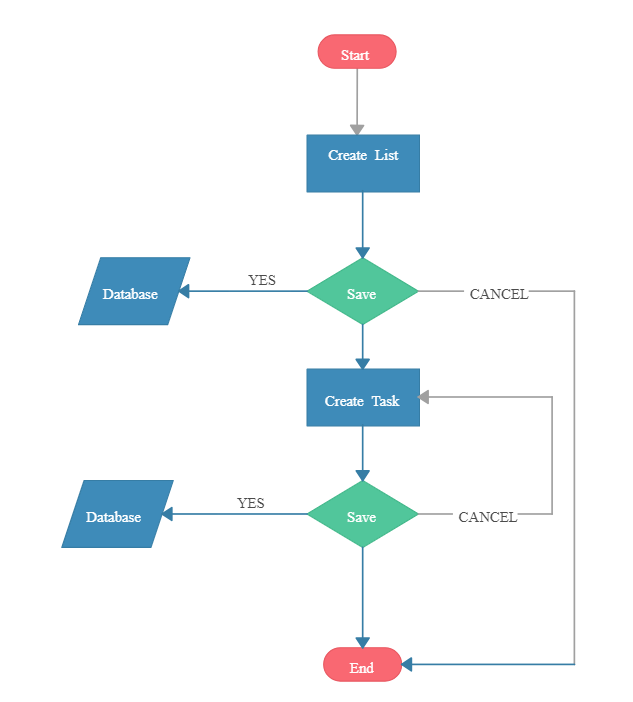 Start
Create List
YES
Database
Save
CANCEL
Create Task
YES
Database
Save
CANCEL
End